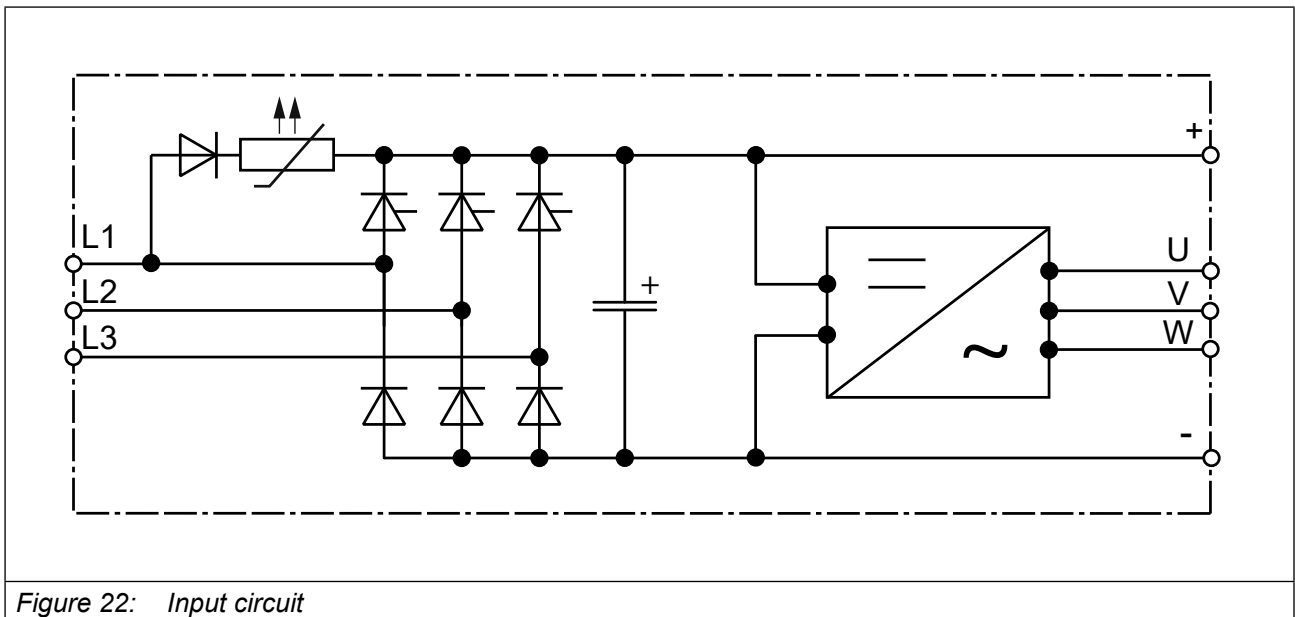 +
L1
U
L2
+
V
L3
W
~
-
Figure 22: Input circuit